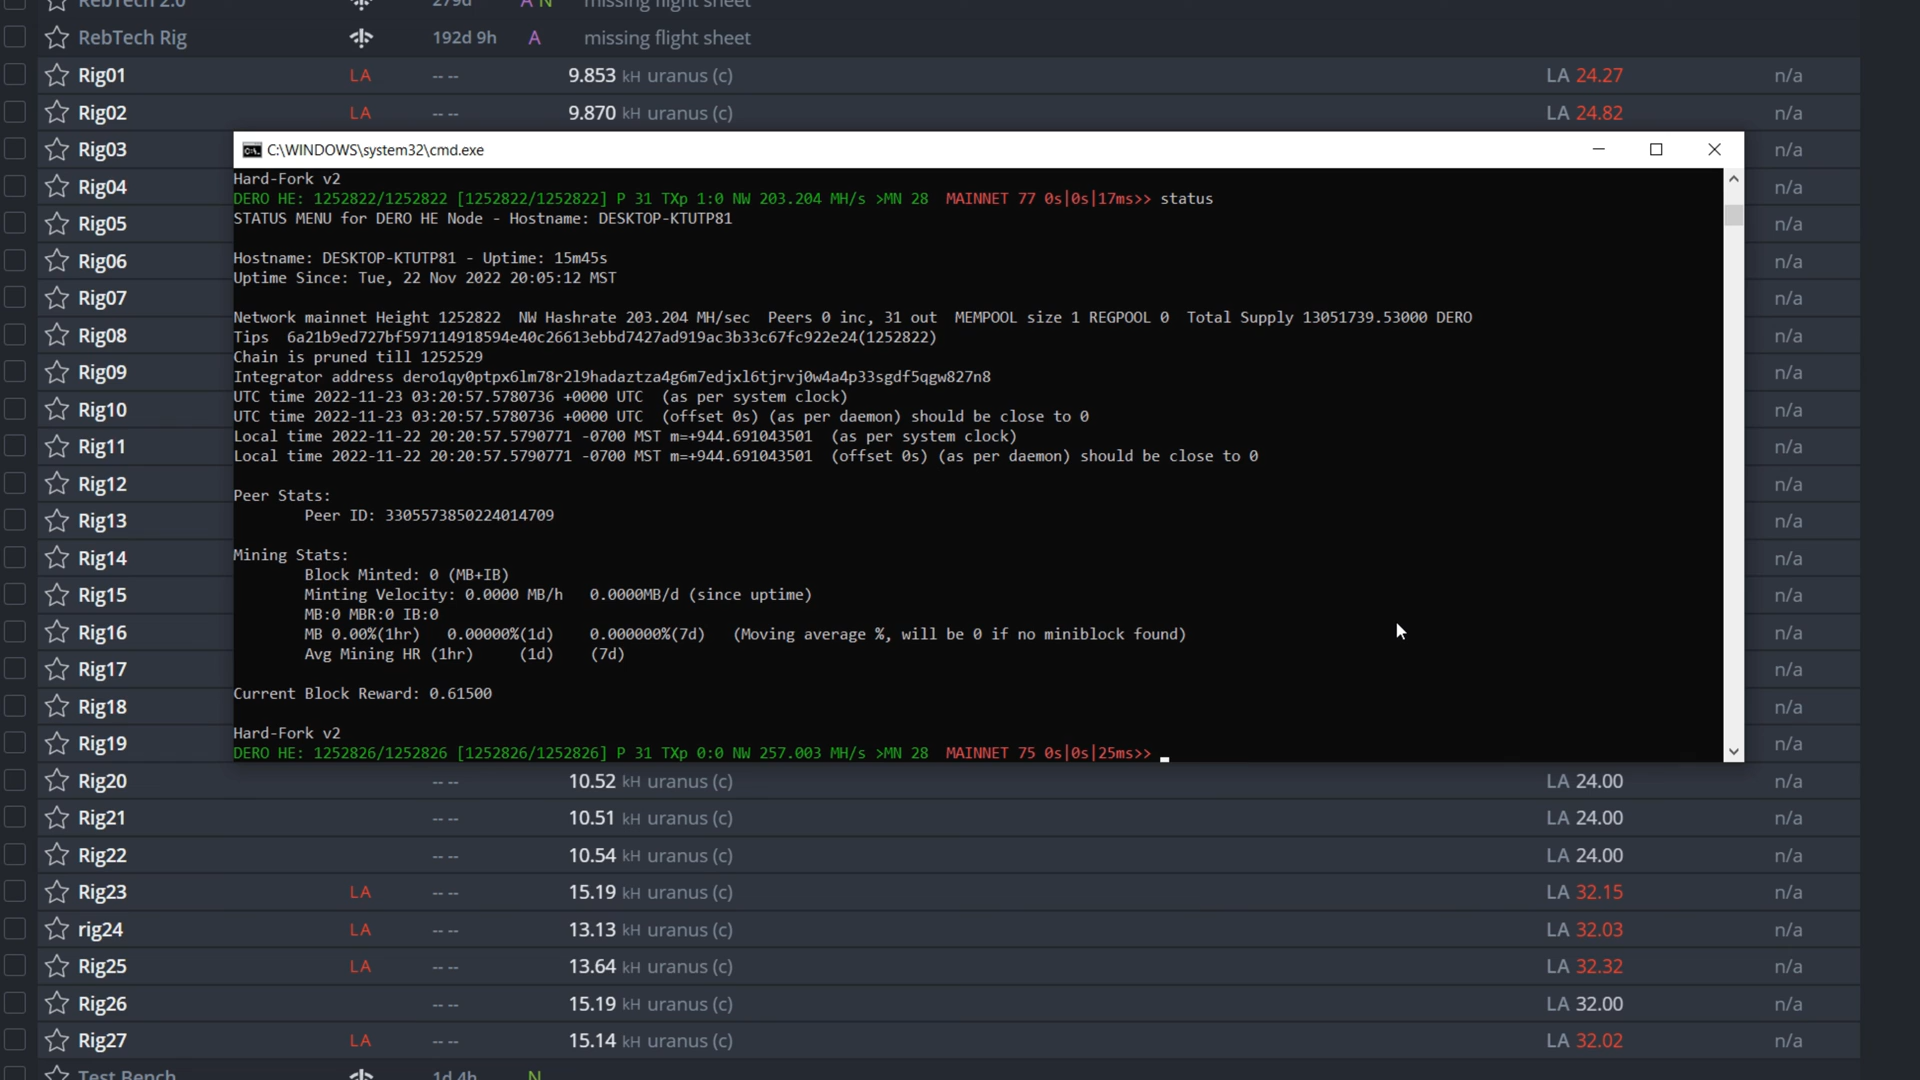 RebTech 2.0 279d A N missing flight sheet
RebTech Rig 192d 9h A missing flight sheet
Rig01 LA -- -- 9.853 kH uranus (c) LA 24.27 n/a
Rig02 LA -- -- 9.870 kH uranus (c) LA 24.82 n/a
Rig03 n/a
C:\WINDOWS\system32\cmd.exe
Hard-Fork v2
Rig04 n/a
DERO HE: 1252822/1252822 [1252822/1252822] P 31 TXp 1:0 NW 203.204 MH/s >MN 28 MAINNET 77 0s|0s|17ms>> status
STATUS MENU for DERO HE Node - Hostname: DESKTOP-KTUTP81
Rig05 n/a
Hostname: DESKTOP-KTUTP81 - Uptime: 15m45s
Rig06 n/a
Uptime Since: Tue, 22 Nov 2022 20:05:12 MST
Rig07 n/a
Network mainnet Height 1252822 NW Hashrate 203.204 MH/sec Peers 0 inc, 31 out MEMPOOL size 1 REGPOOL 0 Total Supply 13051739.53000 DERO
Rig08 n/a
Tips 6a21b9ed727bf597114918594e40c26613ebbd7427ad919ac3b33c67fc922e24(1252822)
Chain is pruned till 1252529
Rig09 n/a
Integrator address dero1qy0ptpx6lm78r2l9hadaztza4g6m7edjxl6tjrvj0w4a4p33sgdf5qgw827n8
UTC time 2022-11-23 03:20:57.5780736 +0000 UTC (as per system clock)
Rig10 n/a
UTC time 2022-11-23 03:20:57.5780736 +0000 UTC (offset 0s) (as per daemon) should be close to 0
Local time 2022-11-22 20:20:57.5790771 -0700 MST m=+944.691043501 (as per system clock)
Rig11 n/a
Local time 2022-11-22 20:20:57.5790771 -0700 MST m=+944.691043501 (offset 0s) (as per daemon) should be close to 0
Rig12 n/a
Peer Stats:
Peer ID: 3305573850224014709
Rig13 n/a
Mining Stats:
Rig14 n/a
Block Minted: 0 (MB+IB)
Minting Velocity: 0.0000 MB/h 0.0000MB/d (since uptime)
Rig15 n/a
MB:0 MBR:0 IB:0
MB 0.00%(1hr) 0.00000%(1d) 0.000000%(7d) (Moving average %, will be 0 if no miniblock found)
Rig16 n/a
Avg Mining HR (1hr) (1d) (7d)
Rig17 n/a
Current Block Reward: 0.61500
Rig18 n/a
Hard-Fork v2
Rig19 n/a
DERO HE: 1252826/1252826 [1252826/1252826] P 31 TXp 0:0 NW 257.003 MH/s >MN 28 MAINNET 75 0s|0s|25ms>>
Rig20 -- -- 10.52 kH uranus (c) LA 24.00 n/a
Rig21 -- -- 10.51 kH uranus (c) LA 24.00 n/a
Rig22 -- -- 10.54 kH uranus (c) LA 24.00 n/a
Rig23 LA -- -- 15.19 kH uranus (c) LA 32.15 n/a
rig24 LA -- -- 13.13 kH uranus (c) LA 32.03 n/a
Rig25 LA -- -- 13.64 kH uranus (c) LA 32.32 n/a
Rig26 -- -- 15.19 kH uranus (c) LA 32.00 n/a
Rig27 LA -- -- 15.14 kH uranus (c) LA 32.02 n/a
Test Bench 1d 4h N